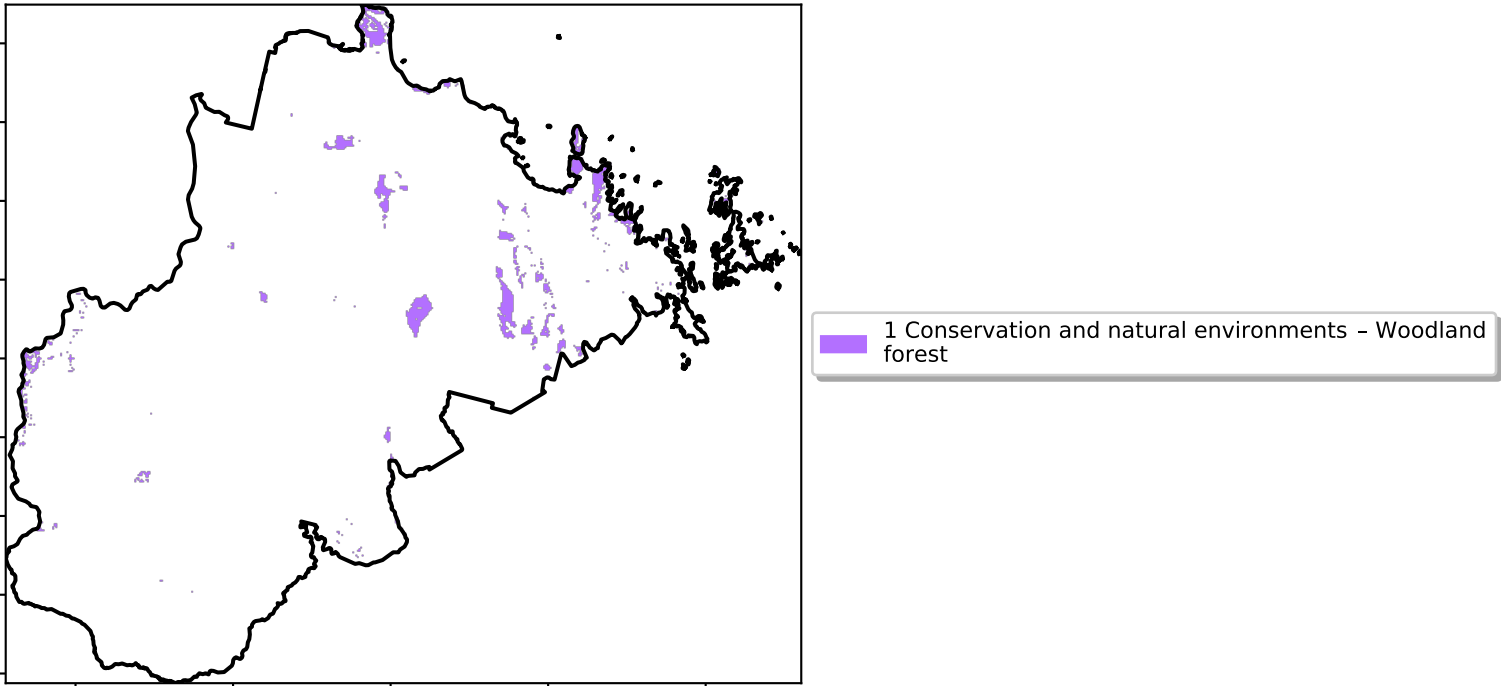 1 Conservation and natural environments – Woodland
forest